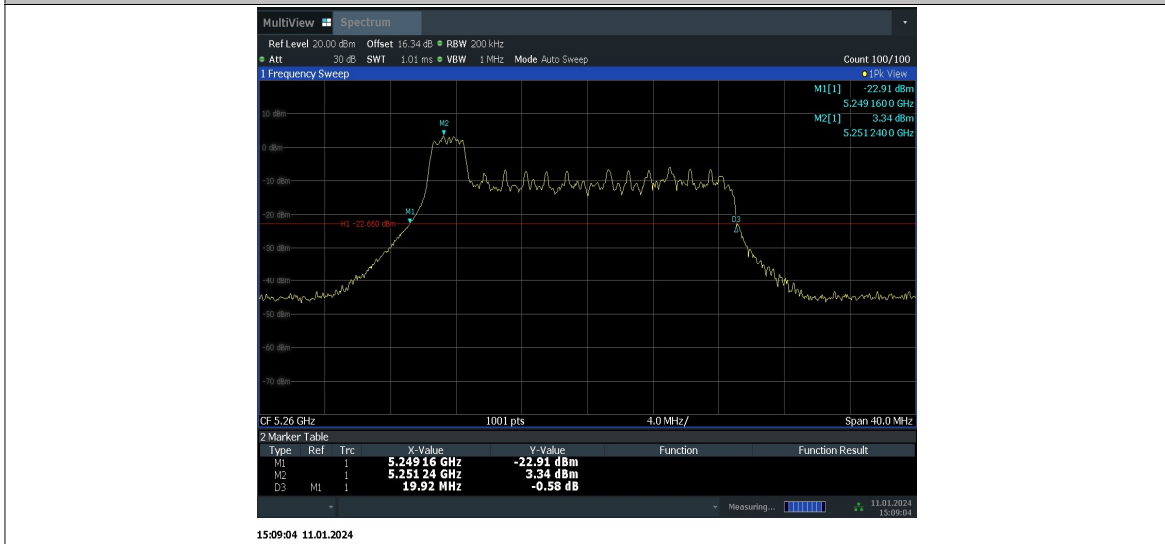 MultiView Spectrum
Ref Level 20.00 dBm Offset 16.34 dB RBW 200 kHz
Att 30 dB SWT 1.01 ms VBW 1 MHz Mode Auto Sweep Count 100/100
1 Frequency Sweep 1Pk View
M1[1] -22.91 dBm
5.249 160 0 GHz
M2[1] 3.34 dBm
5.251 240 0 GHz
10 dBm
M2
0 dBm
-10 dBm
-20 dBm
M1
H1 -22.660 dBm
D3
-30 dBm
-40 dBm
-50 dBm
-60 dBm
-70 dBm
CF 5.26 GHz 1001 pts 4.0 MHz/ Span 40.0 MHz
2 Marker Table
Type Ref Trc X-Value Y-Value Function Function Result
M1 1 5.249 16 GHz -22.91 dBm
M2 1 5.251 24 GHz 3.34 dBm
D3 M1 1 19.92 MHz -0.58 dB
Measuring... 11.01.2024
15:09:04
15:09:04 11.01.2024